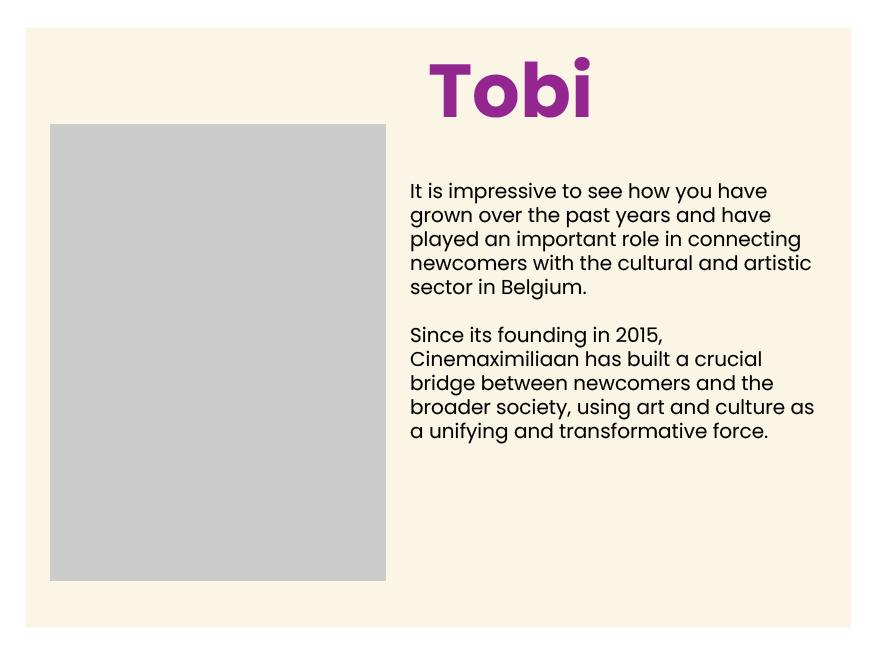 Tobi
It is impressive to see how you have
grown over the past years and have
played an important role in connecting
newcomers with the cultural and artistic
sector in Belgium.
Since its founding in 2015,
Cinemaximiliaan has built a crucial
bridge between newcomers and the
broader society, using art and culture as
a unifying and transformative force.